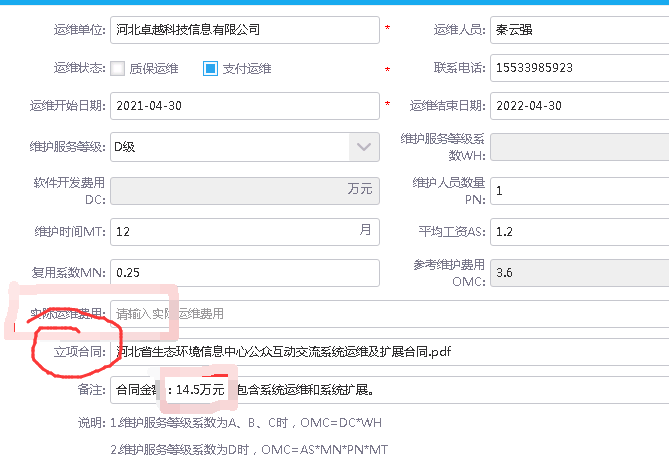 运维单位: 河北卓越科技信息有限公司 * 运维人员: 秦云强
运维状态: 质保运维 支付运维 * 联系电话: 15533985923
运维开始日期: 2021-04-30 * 运维结束日期: 2022-04-30
维护服务等级: D级 维护服务等级系数WH:
软件开发费用DC: 万元 维护人员数量PN: 1
维护时间MT: 12 月 平均工资AS: 1.2
复用系数MN: 0.25 参考维护费用OMC: 3.6
实际运维费用: 请输入实际运维费用
立项合同: 河北省生态环境信息中心公众互动交流系统运维及扩展合同.pdf
备注: 合同金额:14.5万元 包含系统运维和系统扩展。
说明: 1.维护服务等级系数为A、B、C时，OMC=DC*WH
2.维护服务等级系数为D时，OMC=AS*MN*PN*MT